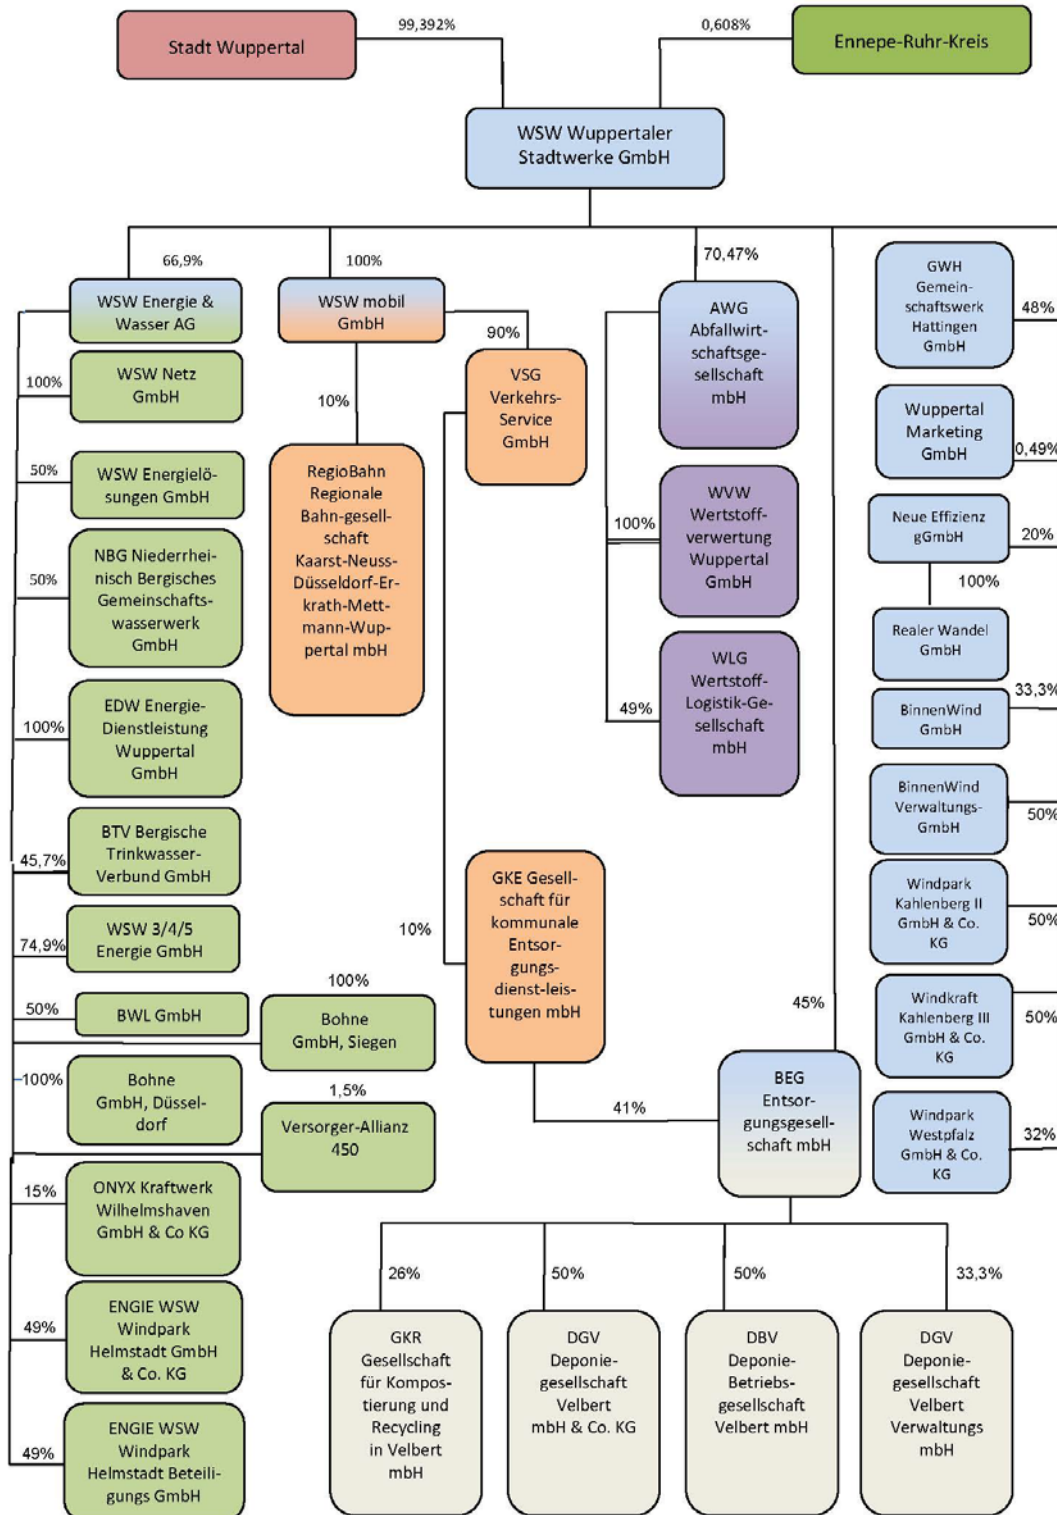 Stadt Wuppertal
99,392%
0,608%
Ennepe-Ruhr-Kreis
WSW Wuppertaler
Stadtwerke GmbH
66,9%
WSW Energie &
Wasser AG
100%
WSW Netz
GmbH
50%
WSW Energielö-
sungen GmbH
50%
NBG Niederrhei-
nisch Bergisches
Gemeinschafts-
wasserwerk
GmbH
100%
EDW Energie-
Dienstleistung
Wuppertal
GmbH
45,7%
BTV Bergische
Trinkwasser-
Verbund GmbH
74,9%
WSW 3/4/5
Energie GmbH
50%
BWL GmbH
100%
Bohne
GmbH, Siegen
100%
Bohne
GmbH, Düssel-
dorf
1,5%
Versorger-Allianz
450
15%
ONYX Kraftwerk
Wilhelmshaven
GmbH & Co KG
49%
ENGIE WSW
Windpark
Helmstadt GmbH
& Co. KG
49%
ENGIE WSW
Windpark
Helmstadt Beteili-
gungs GmbH
100%
WSW mobil
GmbH
10%
RegioBahn
Regionale
Bahn-gesell-
schaft
Kaarst-Neuss-
Düsseldorf-Er-
krath-Mett-
mann-Wup-
pertal mbH
90%
VSG
Verkehrs-
Service
GmbH
10%
GKE Gesell-
schaft für
kommunale
Entsor-
gungs-
dienst-leis-
tungen mbH
70,47%
AWG
Abfallwirt-
schaftsge-
sellschaft
mbH
100%
WVW
Wertstoff-
verwertung
Wuppertal
GmbH
49%
WLG
Wertstoff-
Logistik-Ge-
sellschaft
mbH
45%
41%
BEG
Entsor-
gungsgesell-
schaft mbH
26%
GKR
Gesellschaft
für Kompos-
tierung und
Recycling
in Velbert
mbH
50%
DGV
Deponie-
gesellschaft
Velbert
mbH & Co. KG
50%
DBV
Deponie-
Betriebs-
gesellschaft
Velbert mbH
33,3%
DGV
Deponie-
gesellschaft
Velbert
Verwaltungs
mbH
GWH
Gemein-
schaftswerk
Hattingen
GmbH
48%
Wuppertal
Marketing
GmbH
0,49%
Neue Effizienz
gGmbH
20%
100%
Realer Wandel
GmbH
33,3%
BinnenWind
GmbH
BinnenWind
Verwaltungs-
GmbH
50%
Windpark
Kahlenberg II
GmbH & Co.
KG
50%
Windkraft
Kahlenberg III
GmbH & Co.
KG
50%
Windpark
Westpfalz
GmbH & Co.
KG
32%